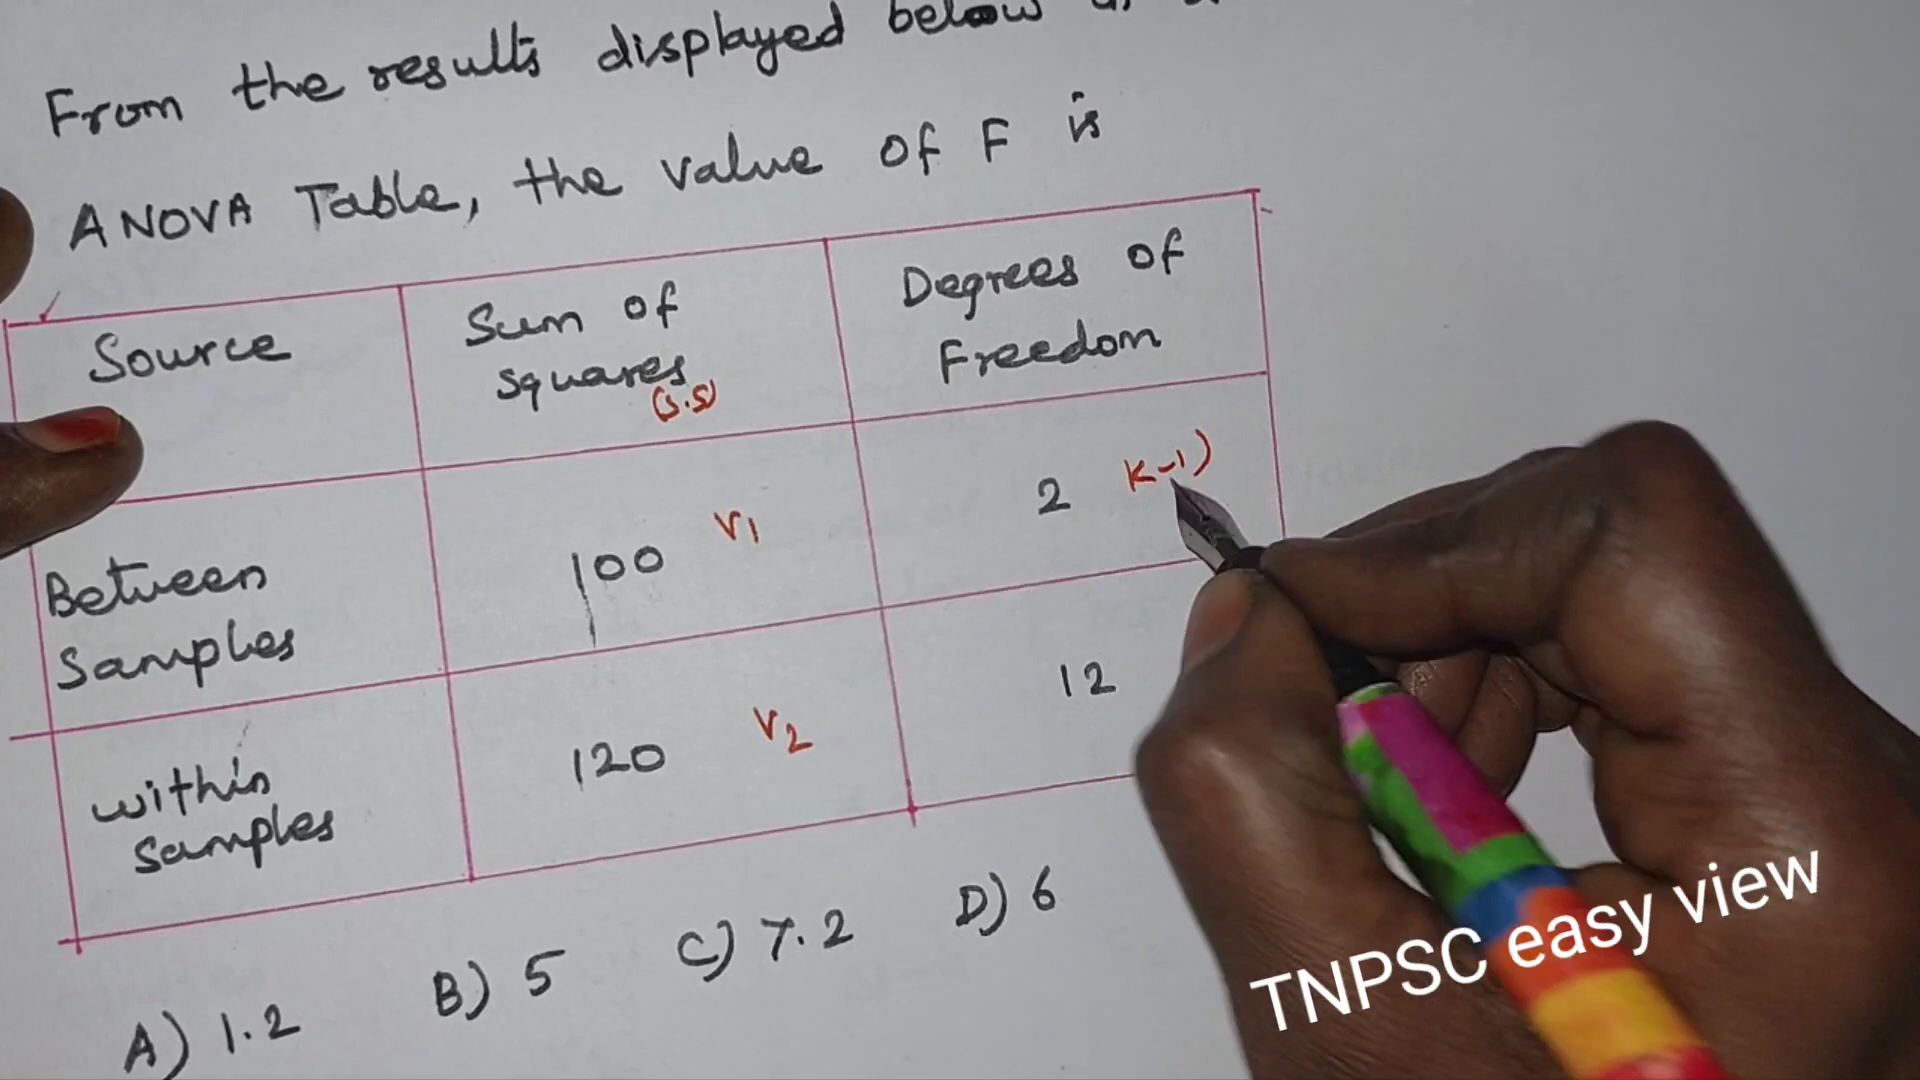 From the results displayed below
ANOVA Table, the value of F is
Source
Sum of
squares
(S.S)
Degrees of
Freedom
Between
Samples
100 V1
2 K-1)
within
Samples
120 V2
12
A) 1.2 B) 5 C) 7.2 D) 6
TNPSC easy view